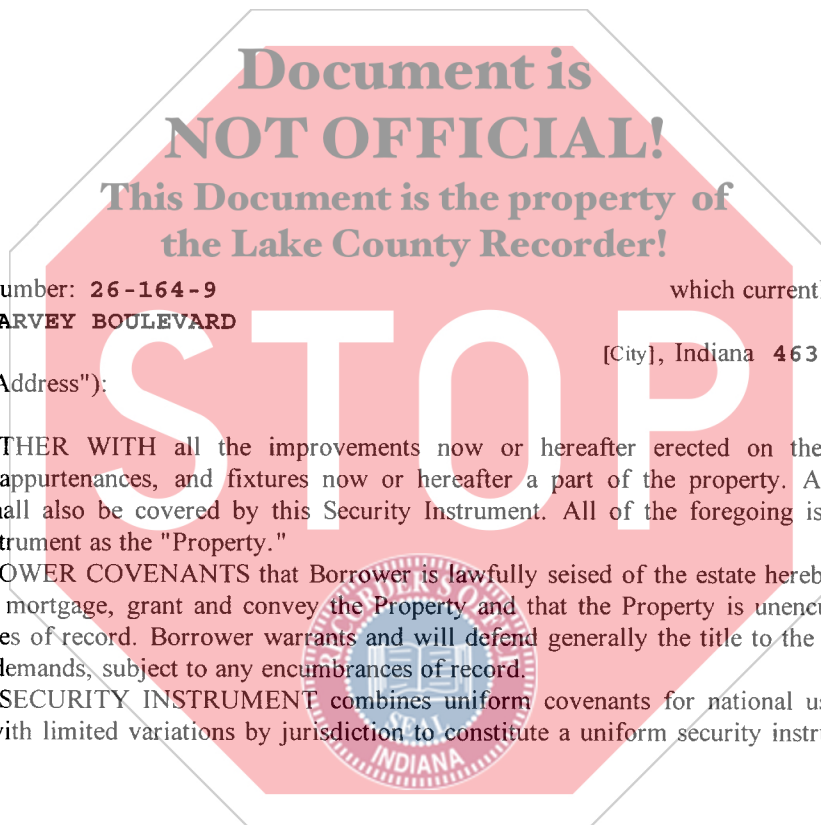 Document is
NOT OFFICIAL!
This Document is the property of
the Lake County Recorder!
umber: 26-164-9 which currentl
ARVEY BOULEVARD
[City], Indiana 463
Address"):
STOP
THER WITH all the improvements now or hereafter erected on the
appurtenances, and fixtures now or hereafter a part of the property. A
all also be covered by this Security Instrument. All of the foregoing is
trument as the "Property."
OWER COVENANTS that Borrower is lawfully seised of the estate hereb
mortgage, grant and convey the Property and that the Property is unencu
es of record. Borrower warrants and will defend generally the title to the
demands, subject to any encumbrances of record.
SECURITY INSTRUMENT combines uniform covenants for national us
with limited variations by jurisdiction to constitute a uniform security instru
RECORDER'S OFFICE
SEAL
INDIANA